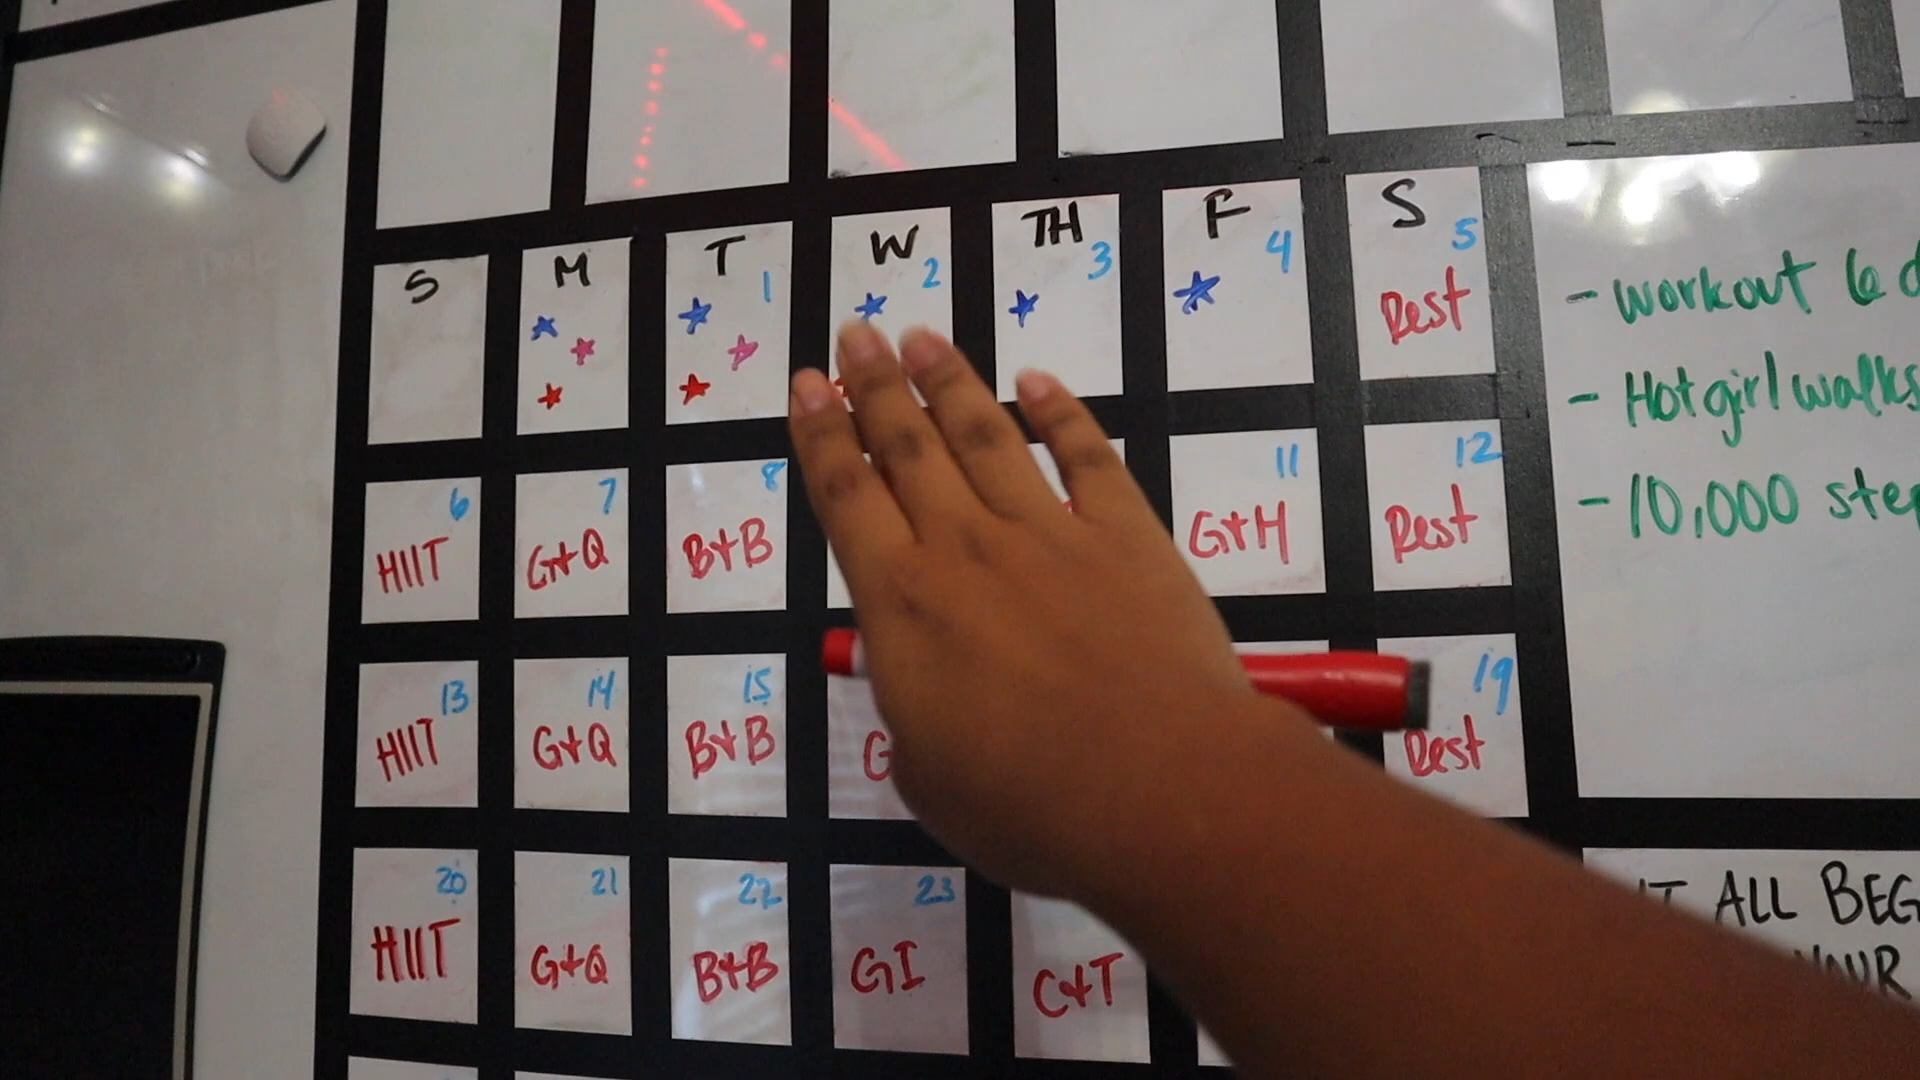 S M T W TH F S
1 2 3 4 5
Rest
6 7 8 11 12
HIIT G+Q B+B G+H Rest
13 14 15 19
HIIT G+Q B+B Rest
20 21 22 23
HIIT G+Q B+B GI C+T
- Workout 6
- Hot girl walks
- 10,000
ALL